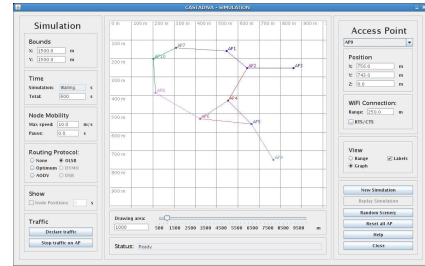 CASTADIVA - SIMULATION
Simulation
Bounds
X: 1500.0 m
Y: 1500.0 m
Time
Simulation: Waiting.. s
Total: 600 s
Node Mobility
Max speed: 10.0 m/s
Pause: 0.0 s
Routing Protocol:
None OLSR
Optimum
AODV DSR
Show
Node Positions s
Traffic
Declare traffic
Stop traffic on AP
0 m 100 m 200 m 300 m 400 m 500 m 600 m 700 m 800 m 900 m
100 m
200 m
300 m
400 m
500 m
600 m
700 m
800 m
900 m
AP7
AP1
AP10
AP2
AP3
AP8
AP4
AP6
AP5
AP9
Drawing area:
1000 500 1500 2500 3500 4500 5500 6500 7500 8500 9500 m
Status: Ready
Access Point
AP9
Position
X: 756.0 m
Y: 743.0 m
Z: 0.0 m
WiFi Connection:
Range: 250.0 m
RTS/CTS
View
Range Labels
Graph
New Simulation
Replay Simulation
Random Scenery
Reset all AP
Help
Close